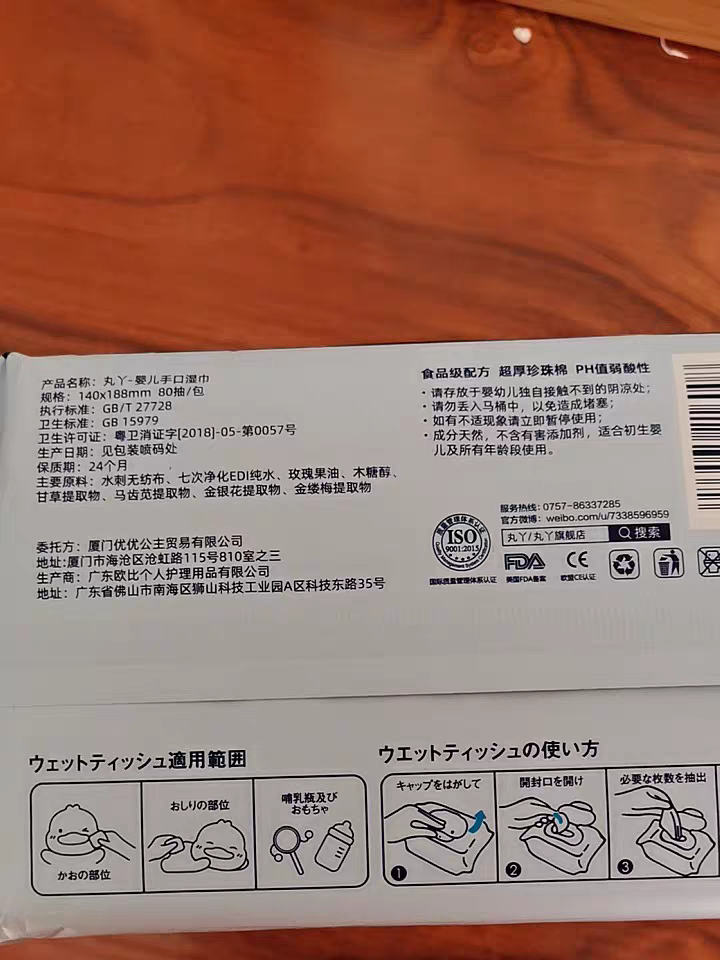 产品名称：丸丫-婴儿手口湿巾
规格：140x188mm 80抽/包
执行标准：GB/T 27728
卫生标准：GB 15979
卫生许可证：粤卫消证字[2018]-05-第0057号
生产日期：见包装喷码处
保质期：24个月
主要原料：水刺无纺布、七次净化EDI纯水、玫瑰果油、木糖醇、
甘草提取物、马齿苋提取物、金银花提取物、金缕梅提取物
委托方：厦门优优公主贸易有限公司
地址:厦门市海沧区沧虹路115号810室之三
生产商：广东欧比个人护理用品有限公司
地址：广东省佛山市南海区狮山科技工业园A区科技东路35号
食品级配方 超厚珍珠棉 PH值弱酸性
·请存放于婴幼儿独自接触不到的阴凉处；
·请勿丢入马桶中，以免造成堵塞；
·如有不适现象请立即暂停使用；
·成分天然，不含有害添加剂，适合初生婴
儿及所有年龄段使用。
服务热线：0757-86337285
官方微博：weibo.com/u/7338596959
丸丫/丸丫旗舰店 搜索
质量管理体系认证
ISO
9001:2015
Quality Management System
国际质量管理体系认证
FDA
美国FDA备案
CE
欧盟CE认证
ウェットティッシュ適用範囲
かおの部位
おしりの部位
哺乳瓶及び
おもちゃ
ウエットティッシュの使い方
キャップをはがして
1
開封口を開け
2
必要な枚数を抽出
3